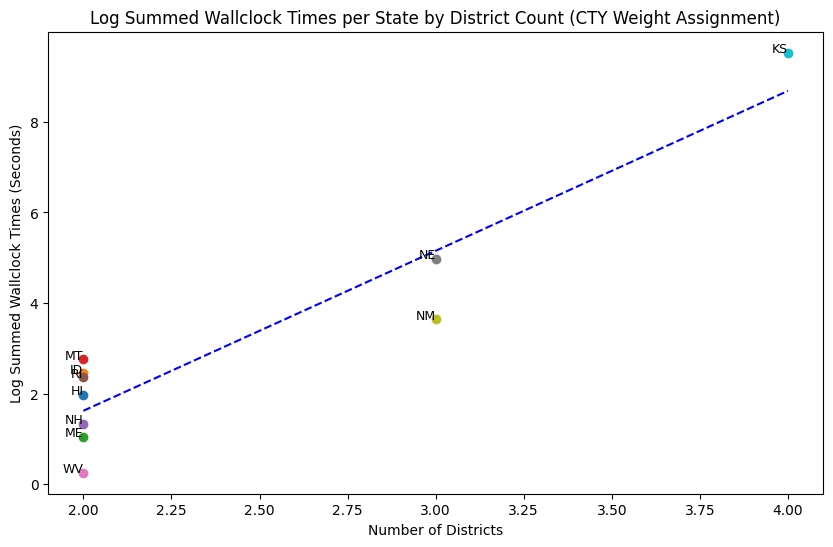 Log Summed Wallclock Times per State by District Count (CTY Weight Assignment)
Log Summed Wallclock Times (Seconds)
8
6
4
2
0
KS
NE
NM
MT
ID
RI
HI
NH
ME
WV
2.00 2.25 2.50 2.75 3.00 3.25 3.50 3.75 4.00
Number of Districts